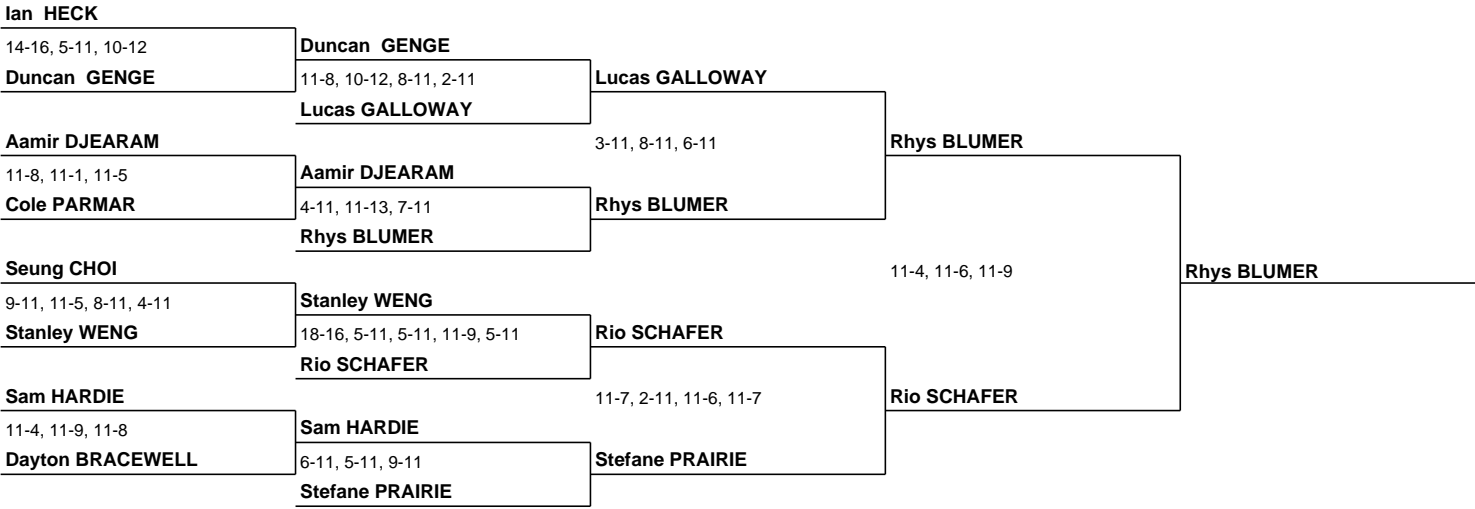 Ian  HECK
14-16, 5-11, 10-12
Duncan  GENGE
Duncan  GENGE
11-8, 10-12, 8-11, 2-11
Lucas GALLOWAY
Lucas GALLOWAY
Aamir DJEARAM
11-8, 11-1, 11-5
Cole PARMAR
Aamir DJEARAM
4-11, 11-13, 7-11
Rhys BLUMER
3-11, 8-11, 6-11
Rhys BLUMER
Rhys BLUMER
Seung CHOI
9-11, 11-5, 8-11, 4-11
Stanley WENG
Stanley WENG
18-16, 5-11, 5-11, 11-9, 5-11
Rio SCHAFER
Rio SCHAFER
Sam HARDIE
11-4, 11-9, 11-8
Dayton BRACEWELL
Sam HARDIE
6-11, 5-11, 9-11
Stefane PRAIRIE
11-7, 2-11, 11-6, 11-7
Stefane PRAIRIE
Rio SCHAFER
11-4, 11-6, 11-9
Rhys BLUMER